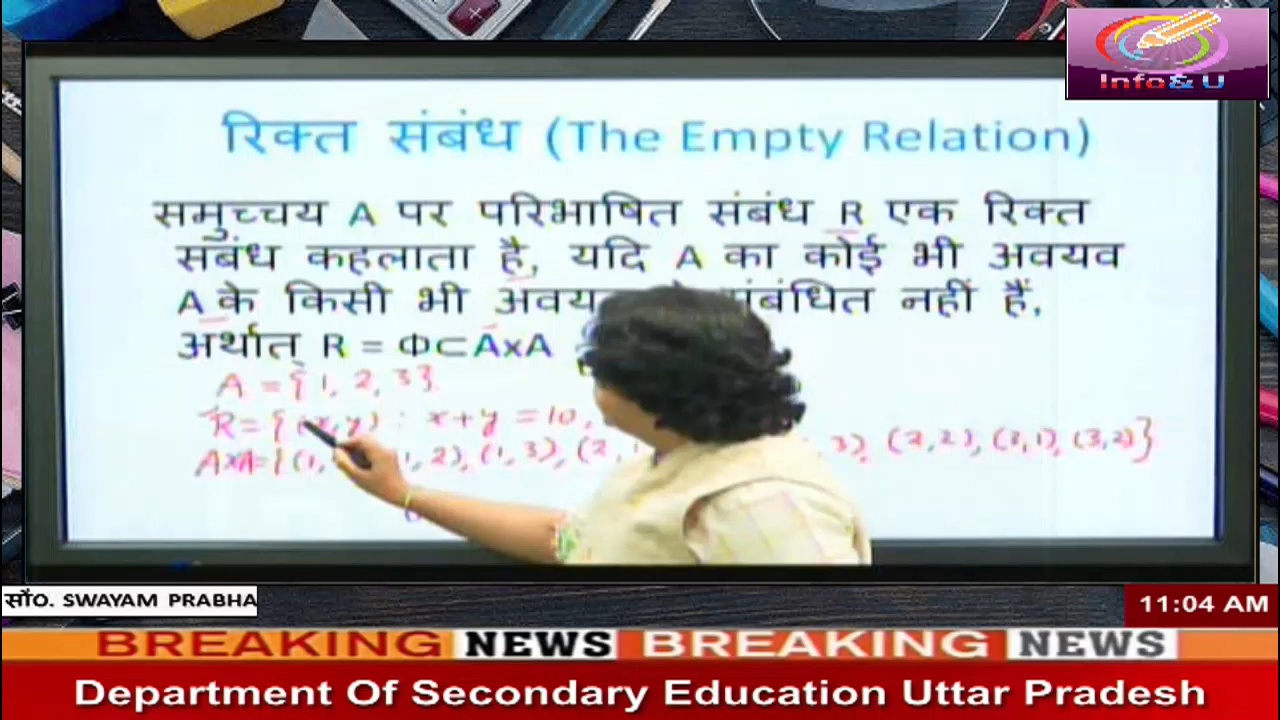 Info & U
रिक्त संबंध (The Empty Relation)
समुच्चय A पर परिभाषित संबंध R एक रिक्त
संबंध कहलाता है, यदि A का कोई भी अवयव
A के किसी भी संबंधित नहीं हैं,
अर्थात् R = Φ⊂AxA
A = {1, 2, 3}
R = {(x, y) : x + y = 10,
AxA = {(1, 1, 2), (1, 3), (2, 1 3), (2,2), (3,1), (3,2)}
सौ0. SWAYAM PRABHA
11:04 AM
BREAKING NEWS BREAKING NEWS
Department Of Secondary Education Uttar Pradesh